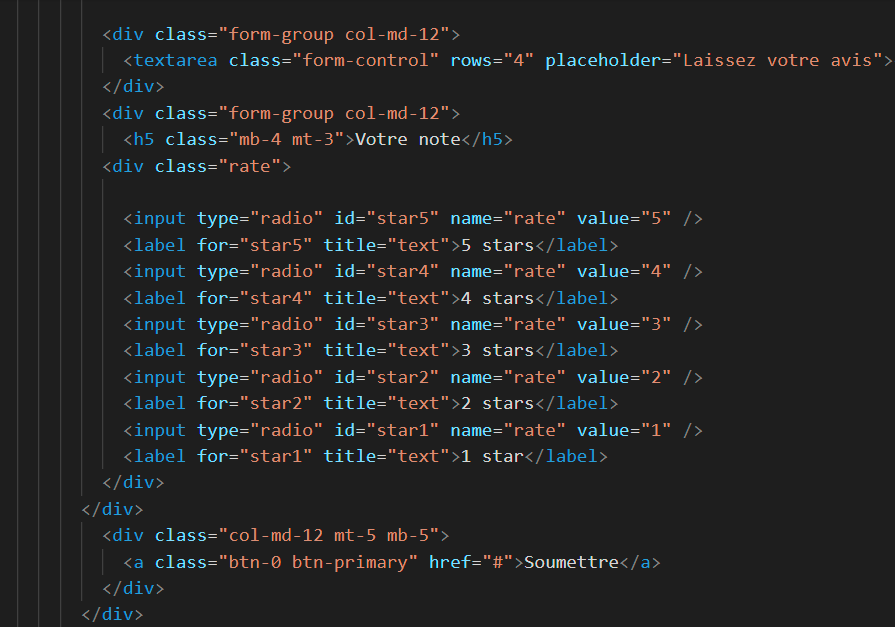 <div class="form-group col-md-12">
<textarea class="form-control" rows="4" placeholder="Laissez votre avis">
</div>
<div class="form-group col-md-12">
<h5 class="mb-4 mt-3">Votre note</h5>
<div class="rate">
<input type="radio" id="star5" name="rate" value="5" />
<label for="star5" title="text">5 stars</label>
<input type="radio" id="star4" name="rate" value="4" />
<label for="star4" title="text">4 stars</label>
<input type="radio" id="star3" name="rate" value="3" />
<label for="star3" title="text">3 stars</label>
<input type="radio" id="star2" name="rate" value="2" />
<label for="star2" title="text">2 stars</label>
<input type="radio" id="star1" name="rate" value="1" />
<label for="star1" title="text">1 star</label>
</div>
</div>
<div class="col-md-12 mt-5 mb-5">
<a class="btn-0 btn-primary" href="#">Soumettre</a>
</div>
</div>